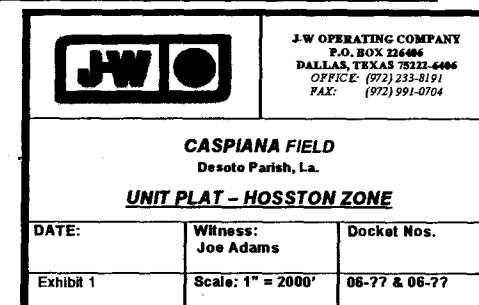 J-W
J-W OPERATING COMPANY
P.O. BOX 226406
DALLAS, TEXAS 75222-6406
OFFICE: (972) 233-8191
FAX: (972) 991-0704
CASPIANA FIELD
Desoto Parish, La.
UNIT PLAT – HOSSTON ZONE
DATE:
Witness:
Joe Adams
Docket Nos.
Exhibit 1
Scale: 1" = 2000'
06-?? & 06-??